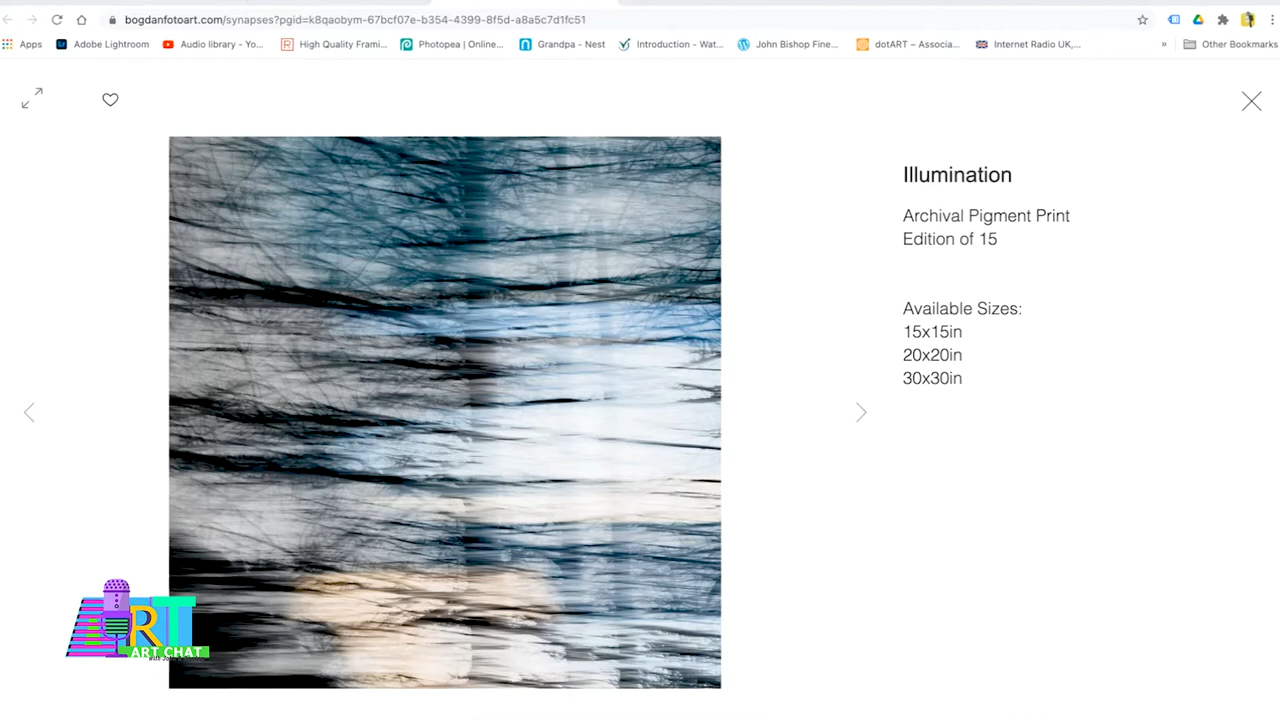 bogdanfotoart.com/synapses?pgid=k8qaobym-67bcf07e-b354-4399-8f5d-a8a5c7d1fc51
Apps Adobe Lightroom Audio library - Yo... High Quality Frami... Photopea | Online... Grandpa - Nest Introduction - Wat... John Bishop Fine... dotART – Associa... Internet Radio UK,... » Other Bookmarks
Illumination
Archival Pigment Print
Edition of 15
Available Sizes:
15x15in
20x20in
30x30in
ART
ART CHAT